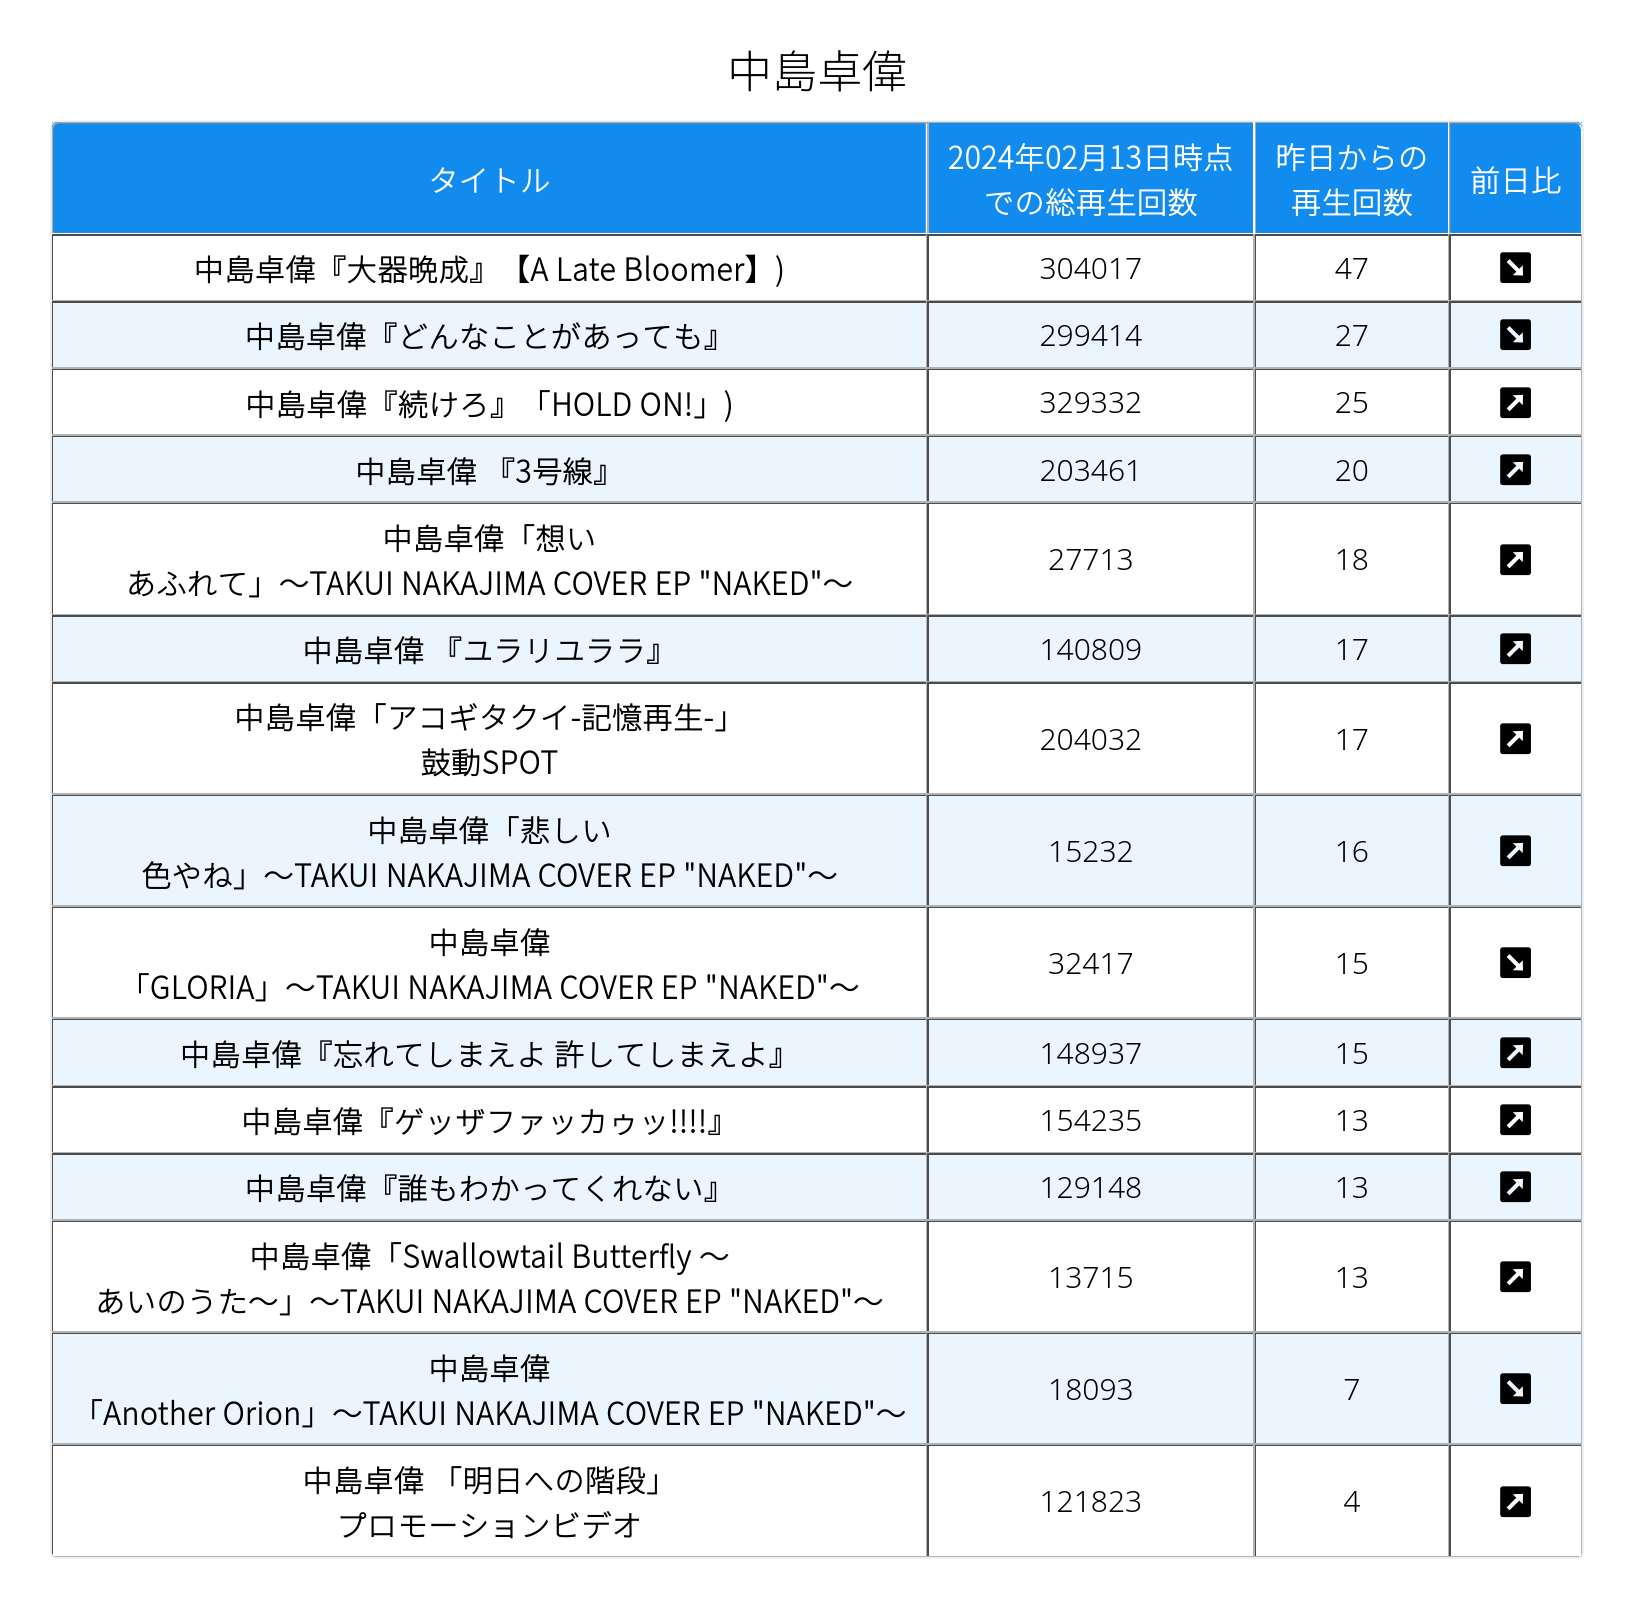 中島卓偉
タイトル
2024年02月13日時点
での総再生回数
昨日からの
再生回数
前日比
中島卓偉『大器晩成』【A Late Bloomer】)
304017
47
中島卓偉『どんなことがあっても』
299414
27
中島卓偉『続けろ』「HOLD ON!」)
329332
25
中島卓偉 『3号線』
203461
20
中島卓偉「想い
あふれて」～TAKUI NAKAJIMA COVER EP "NAKED"～
27713
18
中島卓偉 『ユラリユララ』
140809
17
中島卓偉「アコギタクイ-記憶再生-」
鼓動SPOT
204032
17
中島卓偉「悲しい
色やね」～TAKUI NAKAJIMA COVER EP "NAKED"～
15232
16
中島卓偉
「GLORIA」～TAKUI NAKAJIMA COVER EP "NAKED"～
32417
15
中島卓偉『忘れてしまえよ 許してしまえよ』
148937
15
中島卓偉『ゲッザファッカゥッ!!!!』
154235
13
中島卓偉『誰もわかってくれない』
129148
13
中島卓偉「Swallowtail Butterfly ～
あいのうた～」～TAKUI NAKAJIMA COVER EP "NAKED"～
13715
13
中島卓偉
「Another Orion」～TAKUI NAKAJIMA COVER EP "NAKED"～
18093
7
中島卓偉 「明日への階段」
プロモーションビデオ
121823
4